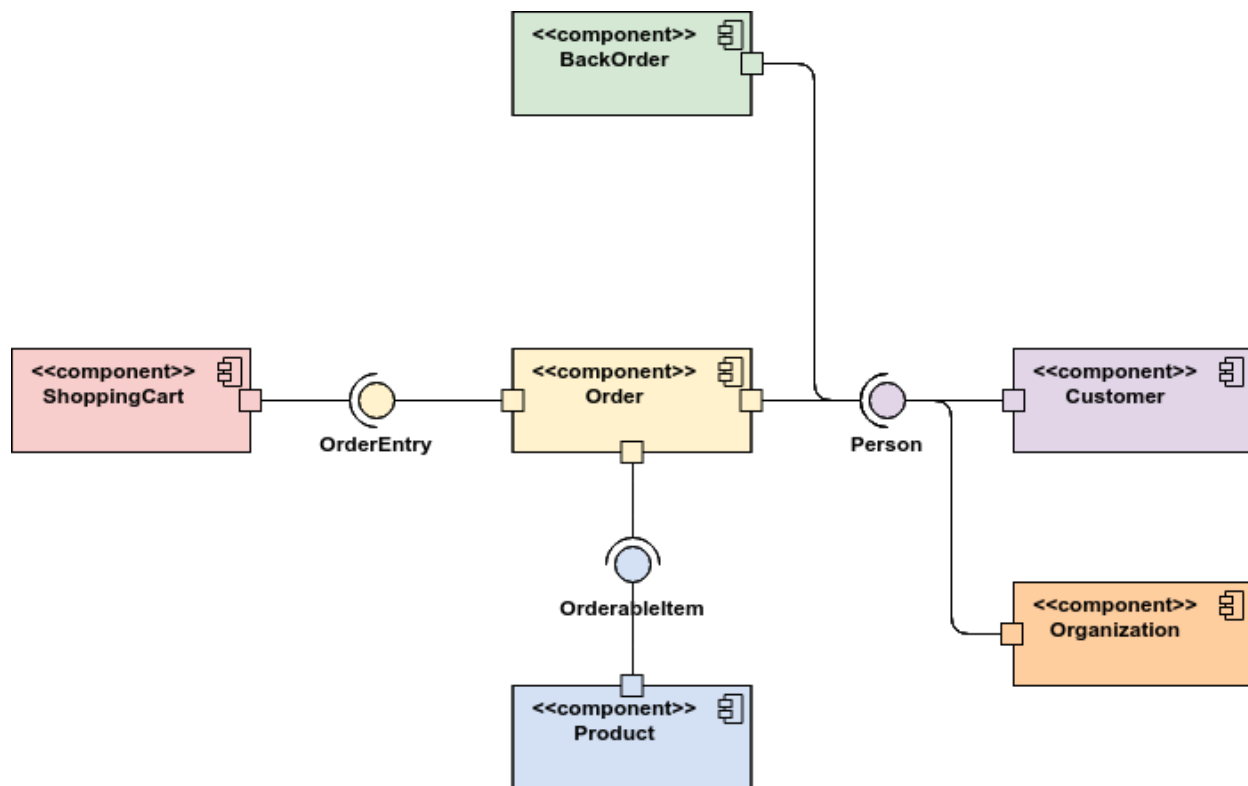 <<component>>
BackOrder
<<component>>
ShoppingCart
OrderEntry
<<component>>
Order
Person
<<component>>
Customer
OrderableItem
<<component>>
Organization
<<component>>
Product